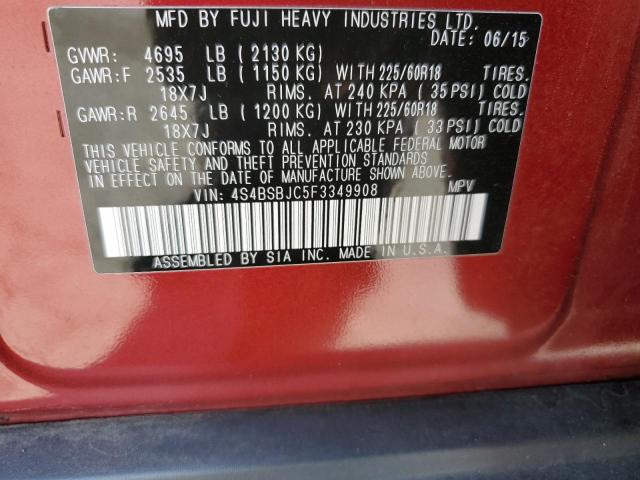 MFD BY FUJI HEAVY INDUSTRIES LTD.
DATE: 06/15
GVWR: 4695 LB ( 2130 KG)
GAWR:F 2535 LB ( 1150 KG) WITH 225/60R18 TIRES.
18X7J RIMS. AT 240 KPA ( 35 PSI) COLD
GAWR:R 2645 LB ( 1200 KG) WITH 225/60R18 TIRES.
18X7J RIMS. AT 230 KPA ( 33 PSI) COLD
THIS VEHICLE CONFORMS TO ALL APPLICABLE FEDERAL MOTOR
VEHICLE SAFETY AND THEFT PREVENTION STANDARDS IN
EFFECT ON THE DATE OF MANUFACTURE SHOWN ABOVE.
VIN: 4S4BSBJC5F3349908 MPV
ASSEMBLED BY SIA INC. MADE IN U.S.A.